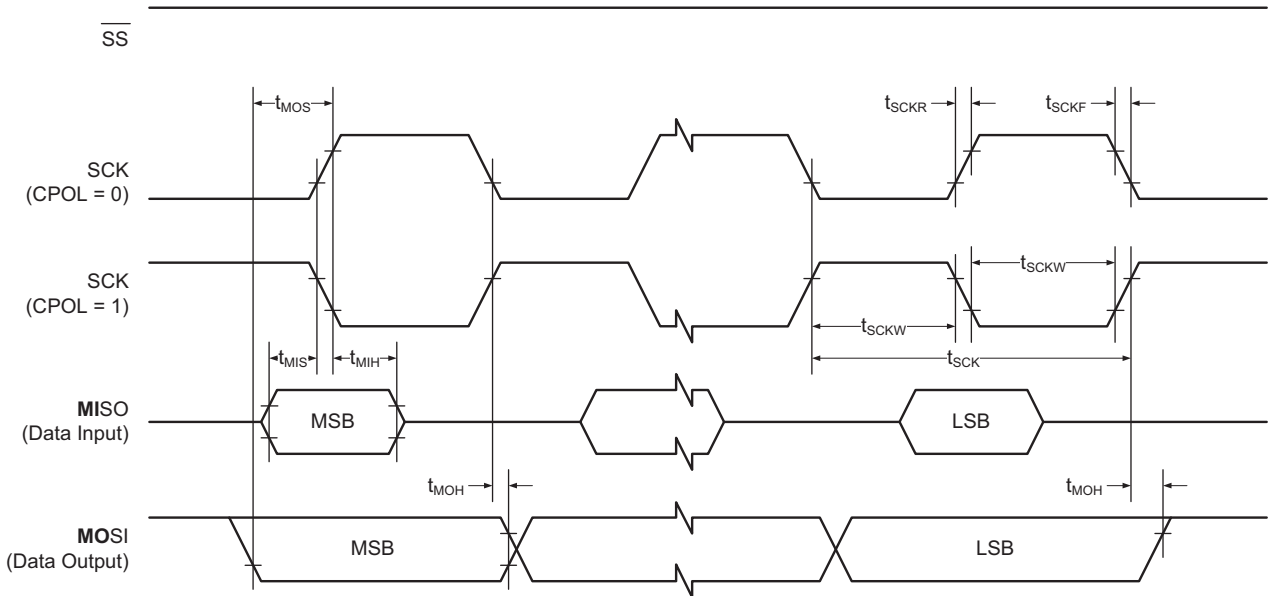 SS
tMOS
tSCKR
tSCKF
SCK
(CPOL = 0)
SCK
(CPOL = 1)
tSCKW
tSCKW
tSCK
tMIS
tMIH
MISO
(Data Input)
MSB
LSB
tMOH
tMOH
MOSI
(Data Output)
MSB
LSB